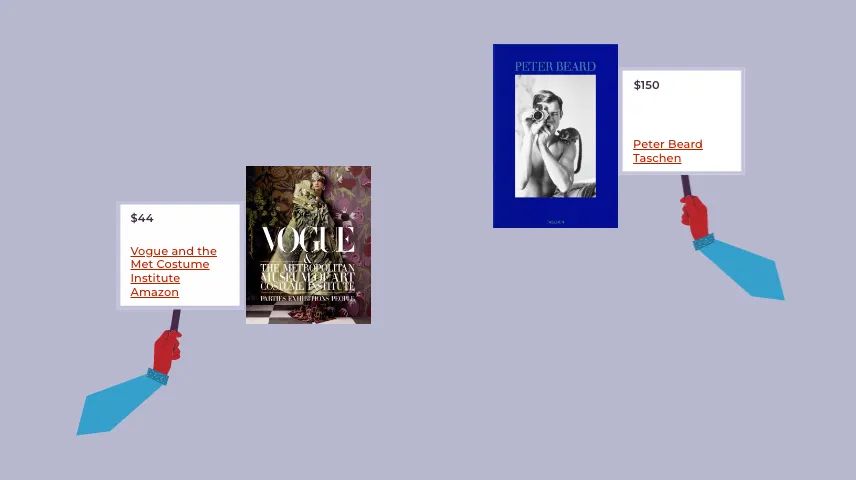 PETER BEARD
$150
Peter Beard
Taschen
TASCHEN
$44
Vogue and the
Met Costume
Institute
Amazon
VOGUE
&
THE METROPOLITAN
MUSEUM OF ART
COSTUME INSTITUTE
PARTIES EXHIBITIONS PEOPLE